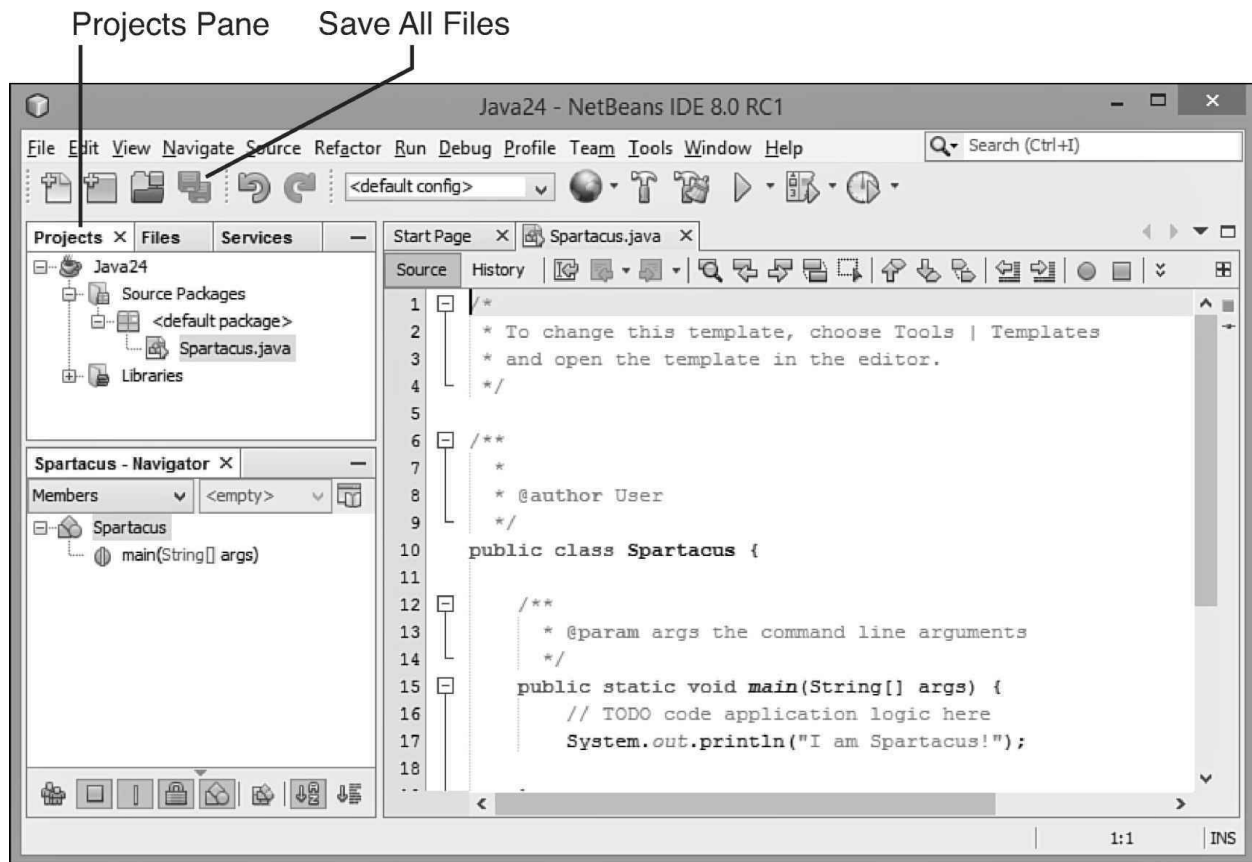 Projects Pane Save All Files
Java24 - NetBeans IDE 8.0 RC1
File Edit View Navigate Source Refactor Run Debug Profile Team Tools Window Help
Search (Ctrl+I)
<default config>
Projects Files Services
Java24
Source Packages
<default package>
Spartacus.java
Libraries
Spartacus - Navigator
Members <empty>
Spartacus
main(String[] args)
Start Page Spartacus.java
Source History
1 /*
2 * To change this template, choose Tools | Templates
3 * and open the template in the editor.
4 */
5
6 /**
7 *
8 * @author User
9 */
10 public class Spartacus {
11
12 /**
13 * @param args the command line arguments
14 */
15 public static void main(String[] args) {
16 // TODO code application logic here
17 System.out.println("I am Spartacus!");
18
1:1 INS